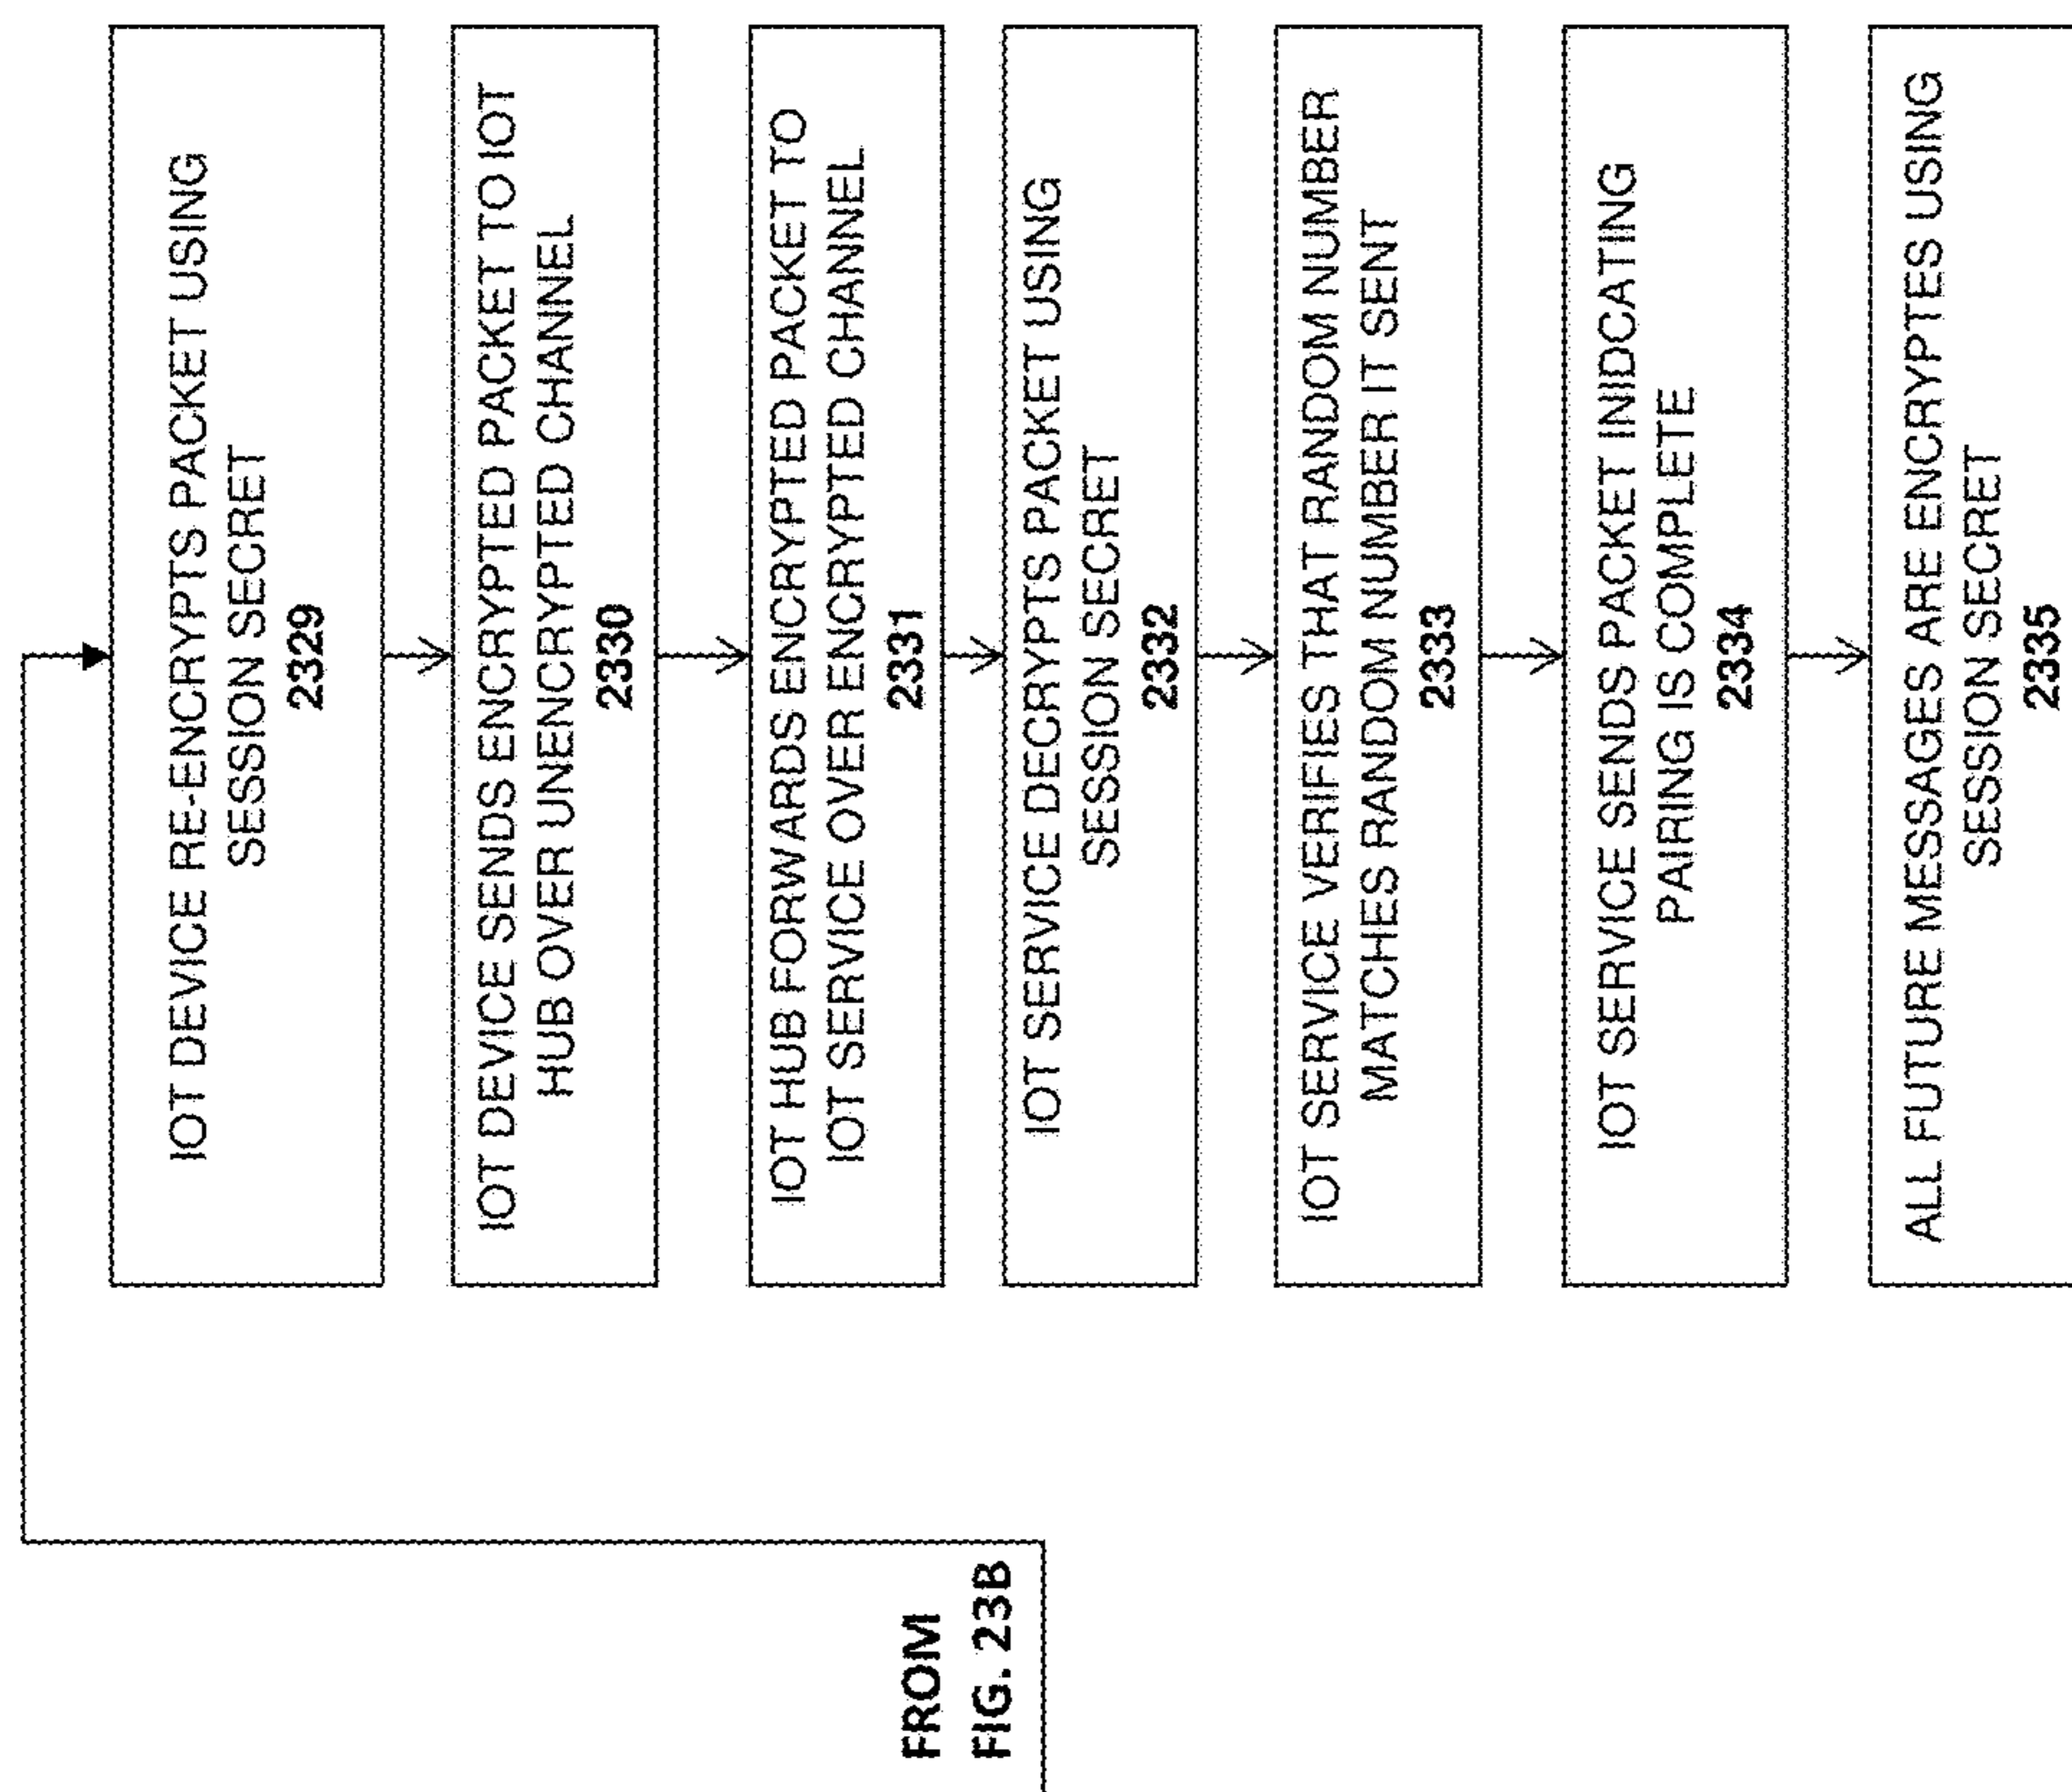 FROM
FIG. 23B
IOT DEVICE RE-ENCRYPTS PACKET USING
SESSION SECRET
2329
IOT DEVICE SENDS ENCRYPTED PACKET TO IOT
HUB OVER UNENCRYPTED CHANNEL
2330
IOT HUB FORWARDS ENCRYPTED PACKET TO
IOT SERVICE OVER ENCRYPTED CHANNEL
2331
IOT SERVICE DECRYPTS PACKET USING
SESSION SECRET
2332
IOT SERVICE VERIFIES THAT RANDOM NUMBER
MATCHES RANDOM NUMBER IT SENT
2333
IOT SERVICE SENDS PACKET INIDCATING
PAIRING IS COMPLETE
2334
ALL FUTURE MESSAGES ARE ENCRYPTES USING
SESSION SECRET
2335